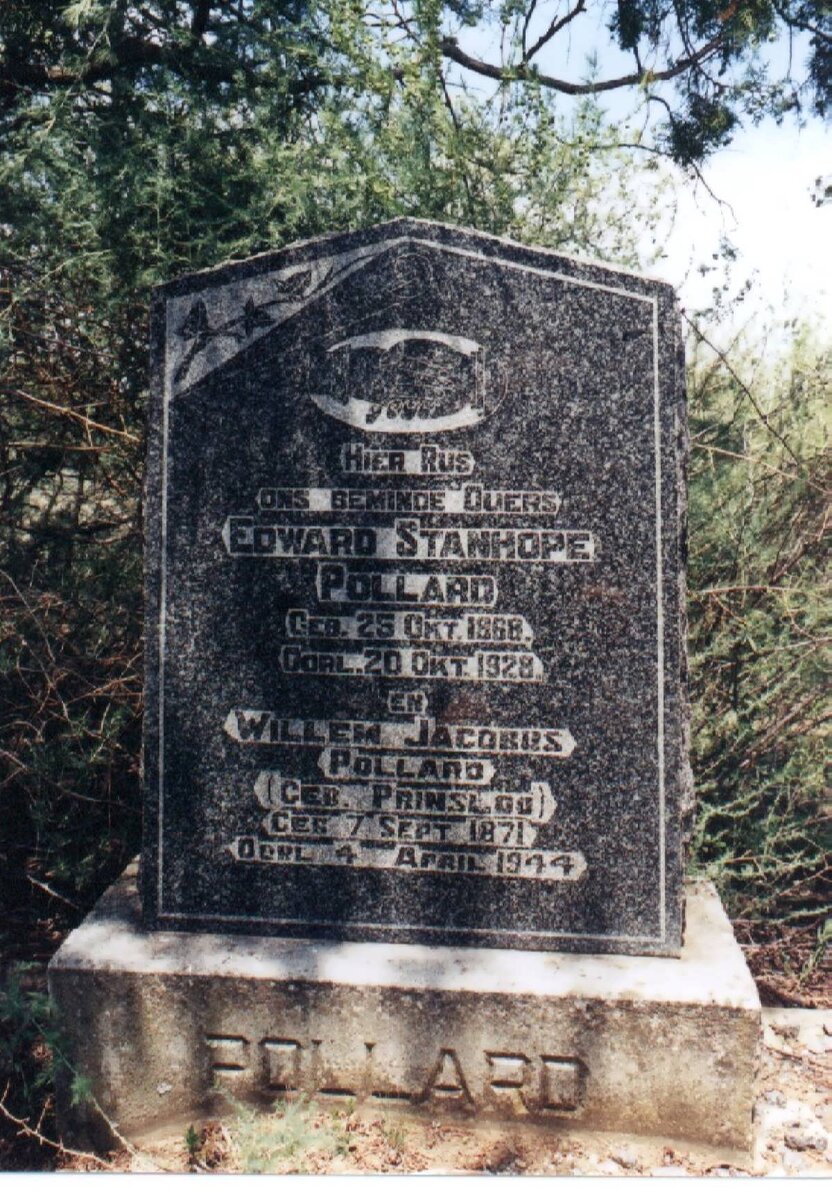 HIER RUS
ONS BEMINDE OUERS
EDWARD STANHOPE
POLLARD
GEB. 25 OKT. 1868.
OORL. 20 OKT. 1928.
EN
WILLEM JACOBUS
POLLARD
(GEB. PRINSLOO)
GEB 7 SEPT 1871
OORL 4 APRIL 1944
POLLARD